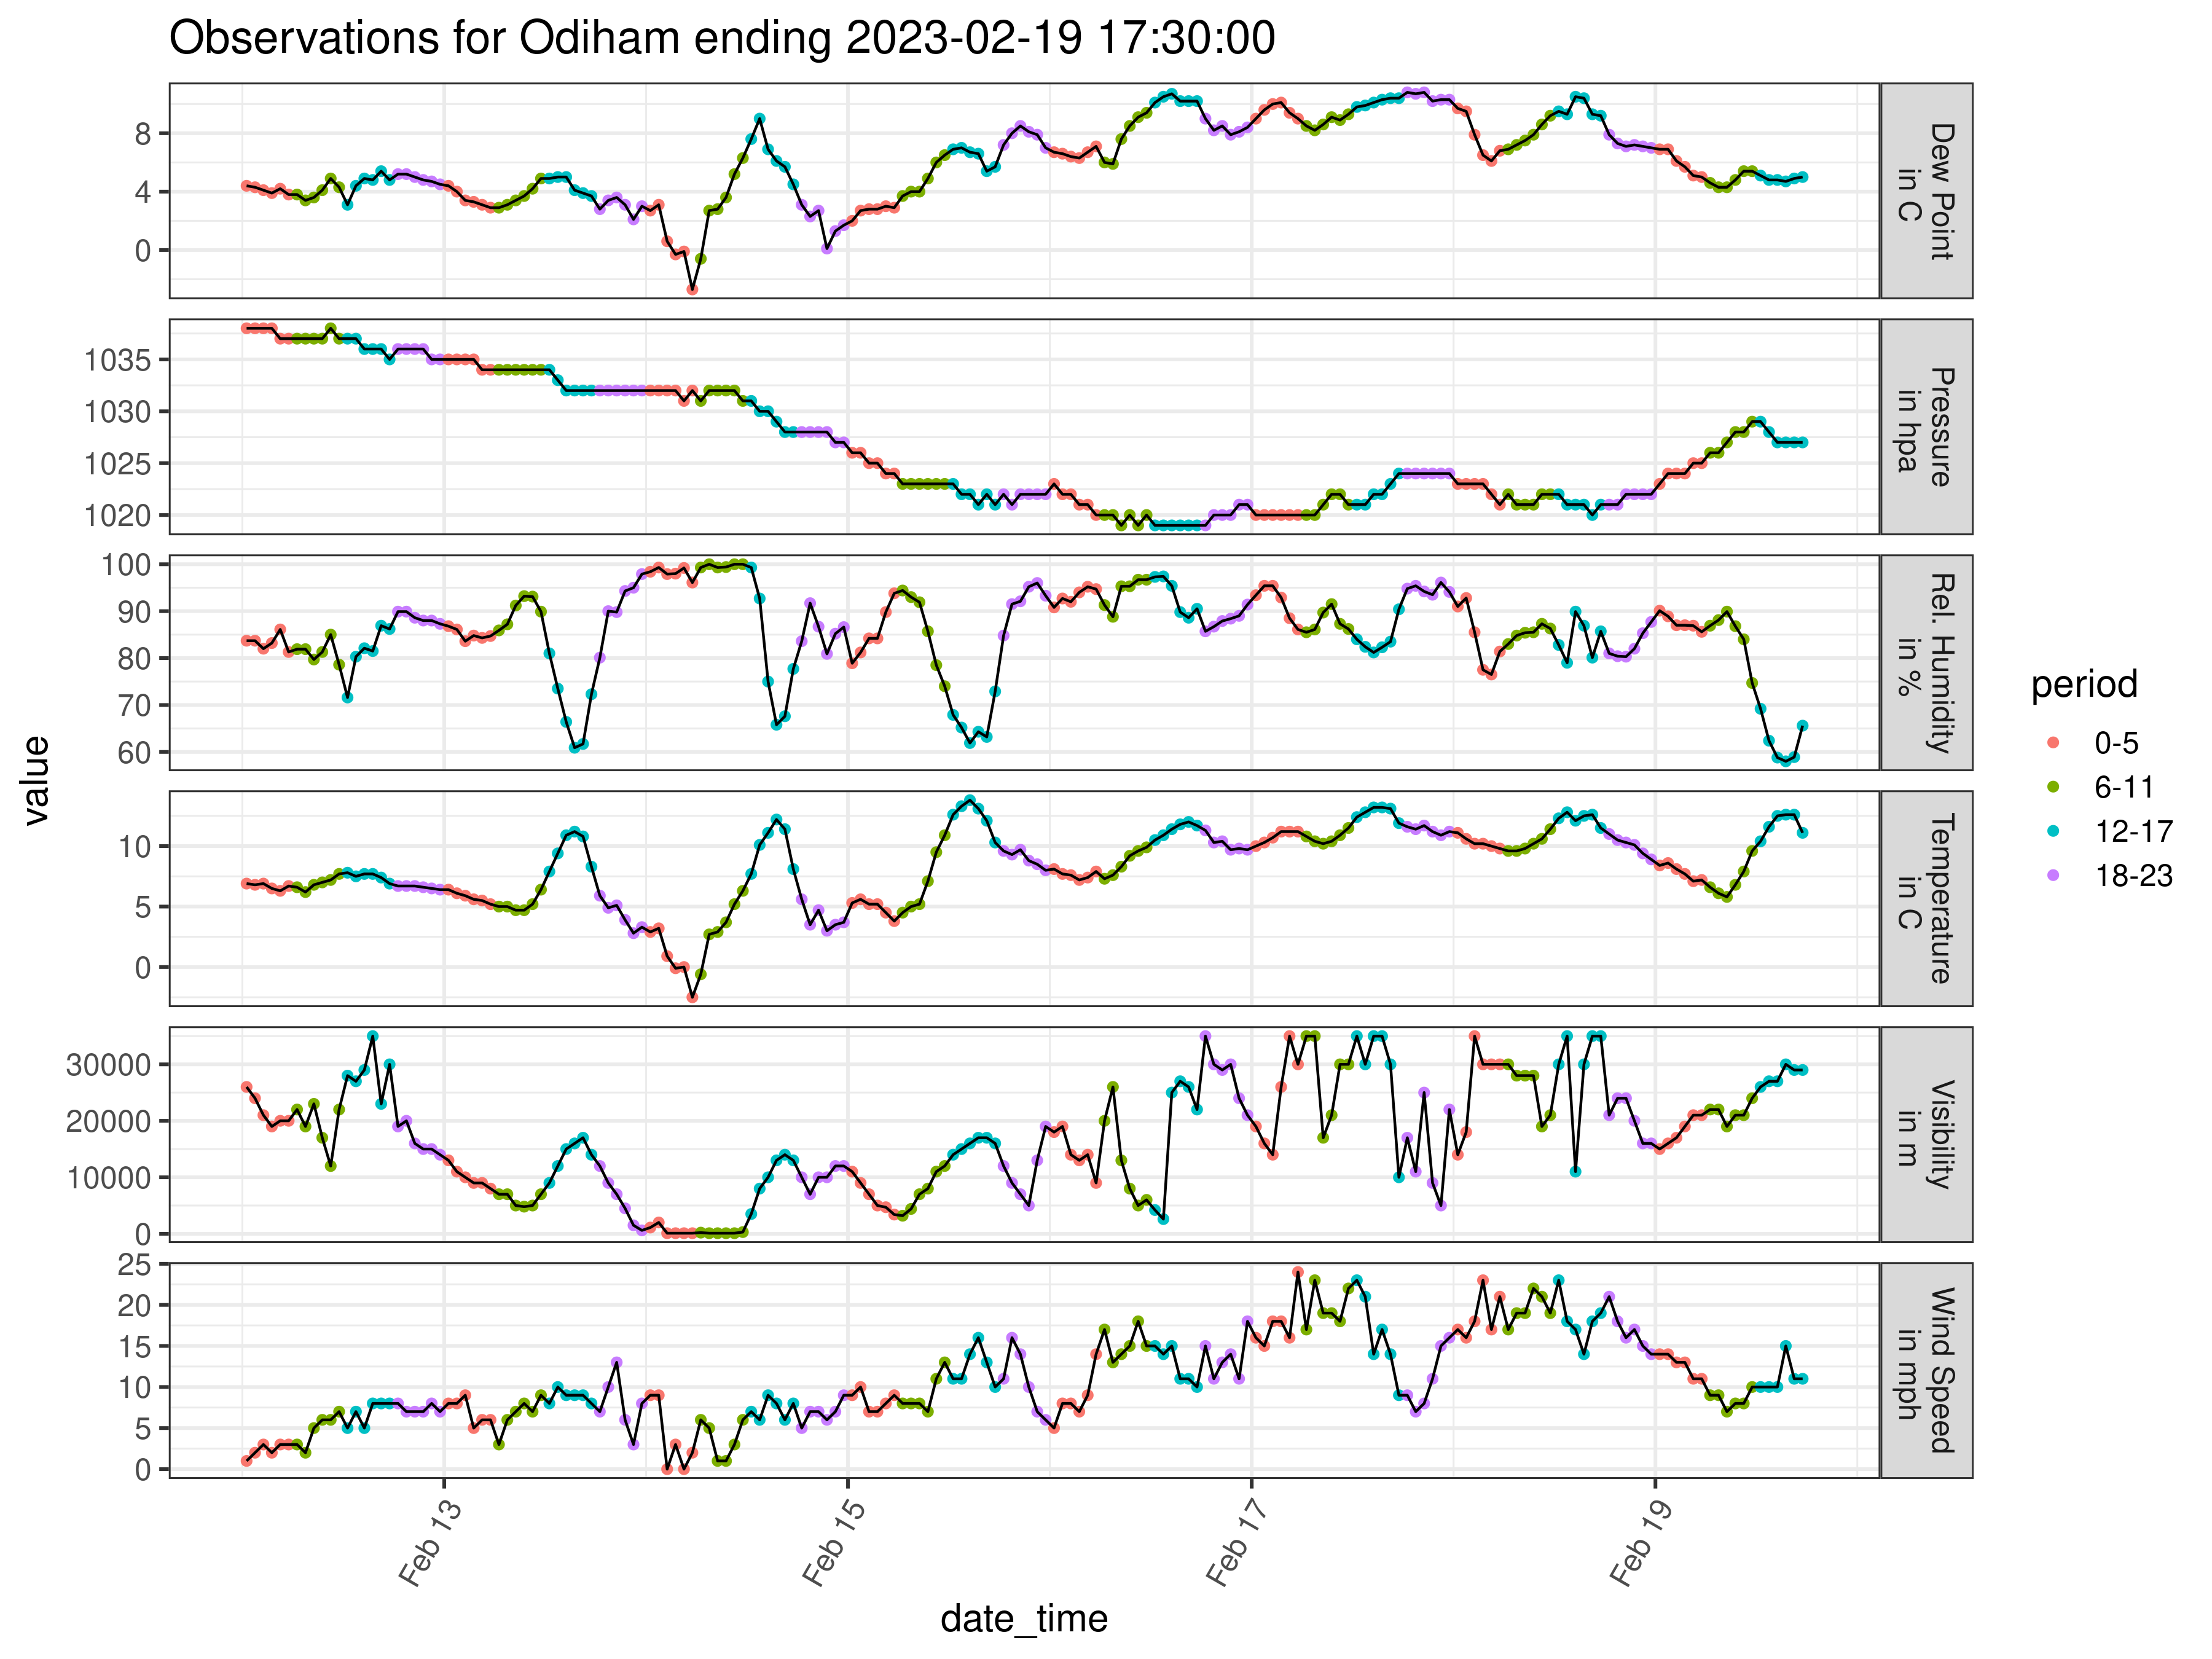 Observations for Odiham ending 2023-02-19 17:30:00
value
8
4
0
Dew Point
in C
1035
1030
1025
1020
Pressure
in hpa
100
90
80
70
60
Rel. Humidity
in %
10
5
0
Temperature
in C
30000
20000
10000
0
Visibility
in m
25
20
15
10
5
0
Wind Speed
in mph
Feb 13
Feb 15
Feb 17
Feb 19
date_time
period
0-5
6-11
12-17
18-23